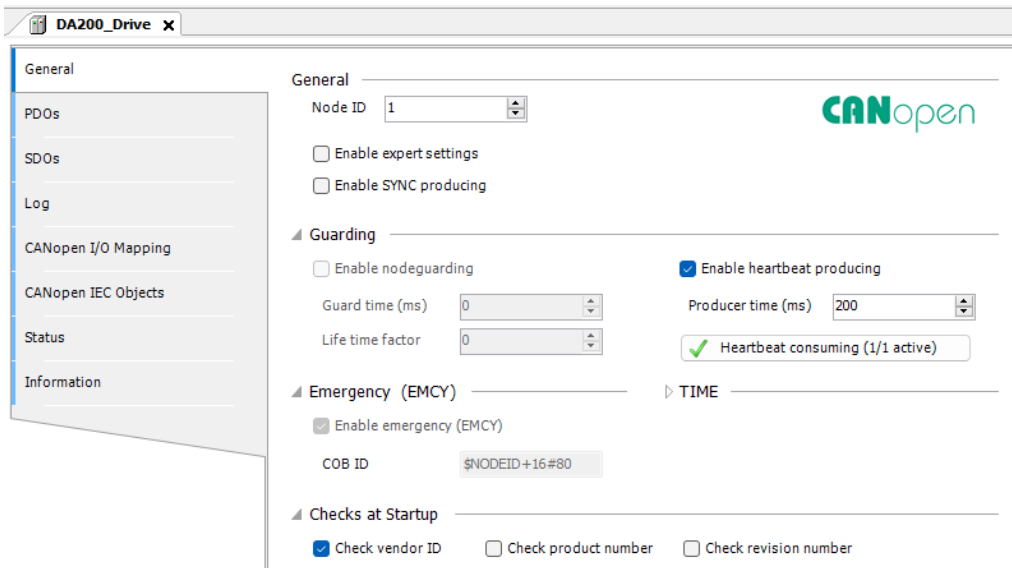 DA200_Drive
General
PDOs
SDOs
Log
CANopen I/O Mapping
CANopen IEC Objects
Status
Information
General
Node ID 1
CANopen
Enable expert settings
Enable SYNC producing
Guarding
Enable nodeguarding
Enable heartbeat producing
Guard time (ms) 0
Producer time (ms) 200
Life time factor 0
Heartbeat consuming (1/1 active)
Emergency (EMCY)
TIME
Enable emergency (EMCY)
COB ID $NODEID+16#80
Checks at Startup
Check vendor ID Check product number Check revision number